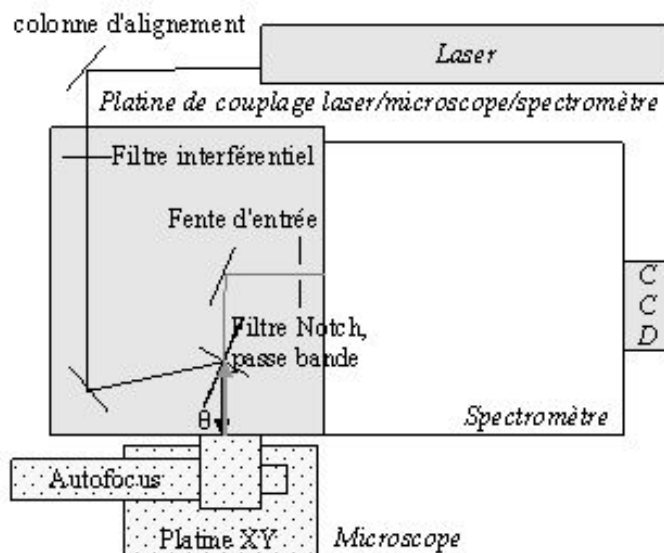 colonne d'alignement
Laser
Platine de couplage laser/microscope/spectromètre
Filtre interférentiel
Fente d'entrée
C
C
D
Filtre Notch,
passe bande
θ
Spectromètre
Autofocus
Platine XY
Microscope